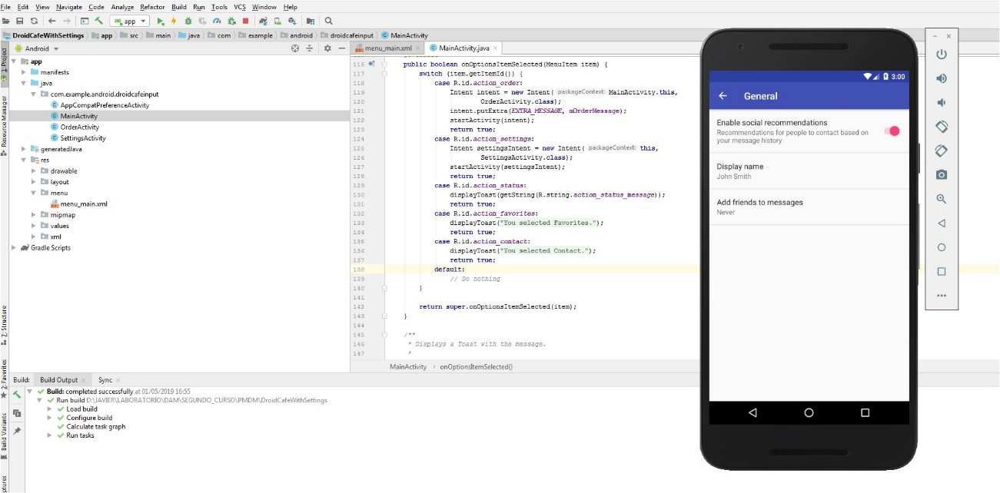 File Edit View Navigate Code Analyze Refactor Build Run Tools VCS Window Help
app
DroidCafeWithSettings app src main java com example android droidcafeinput MainActivity
Android
menu_main.xml MainActivity.java
1: Project
Resource Manager
Z: Structure
2: Favorites
Build Variants
app
manifests
java
com.example.android.droidcafeinput
AppCompatPreferenceActivity
MainActivity
OrderActivity
SettingsActivity
generatedJava
res
drawable
layout
menu
menu_main.xml
mipmap
values
xml
Gradle Scripts
116 public boolean onOptionsItemSelected(MenuItem item) {
117 switch (item.getItemId()) {
118 case R.id.action_order:
119 Intent intent = new Intent( packageContext: MainActivity.this,
120 OrderActivity.class);
121 intent.putExtra(EXTRA_MESSAGE, mOrderMessage);
122 startActivity(intent);
123 return true;
124 case R.id.action_settings:
125 Intent settingsIntent = new Intent( packageContext: this,
126 SettingsActivity.class);
127 startActivity(settingsIntent);
128 return true;
129 case R.id.action_status:
130 displayToast(getString(R.string.action_status_message));
131 return true;
132 case R.id.action_favorites:
133 displayToast("You selected Favorites.");
134 return true;
135 case R.id.action_contact:
136 displayToast("You selected Contact.");
137 return true;
138 default:
139 // Do nothing
140 }
141
142 return super.onOptionsItemSelected(item);
143 }
144
145 /**
146 * Displays a Toast with the message.
147 *
MainActivity onOptionsItemSelected()
3:00
General
Enable social recommendations
Recommendations for people to contact based on
your message history
Display name
John Smith
Add friends to messages
Never
Build: Build Output Sync
Build: completed successfully at 01/05/2019 16:55
Run build D:\JAVIER\LABORATORIO\DAM\SEGUNDO_CURSO\PMDM\DroidCafeWithSettings
Load build
Configure build
Calculate task graph
Run tasks